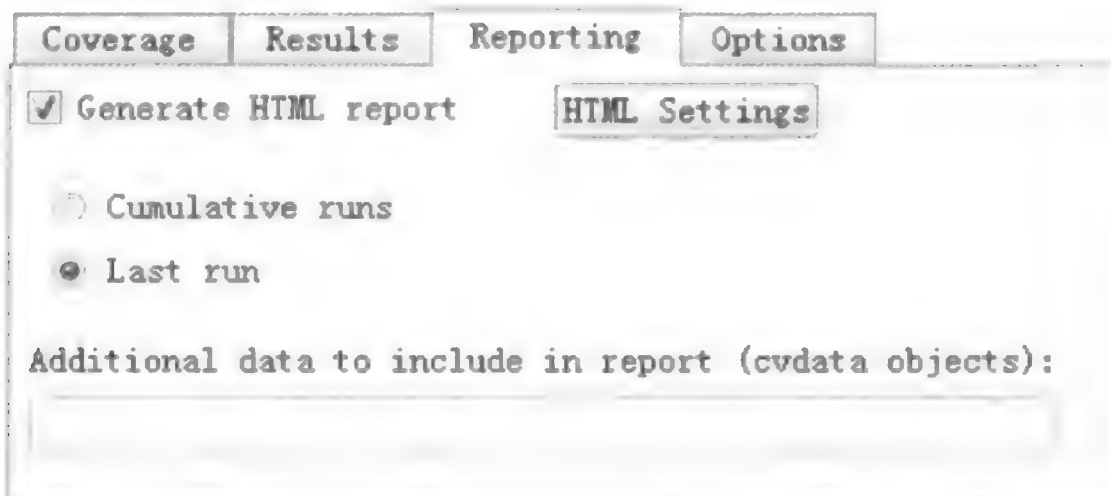 Coverage Results Reporting Options
Generate HTML report HTML Settings
Cumulative runs
Last run
Additional data to include in report (cvdata objects):